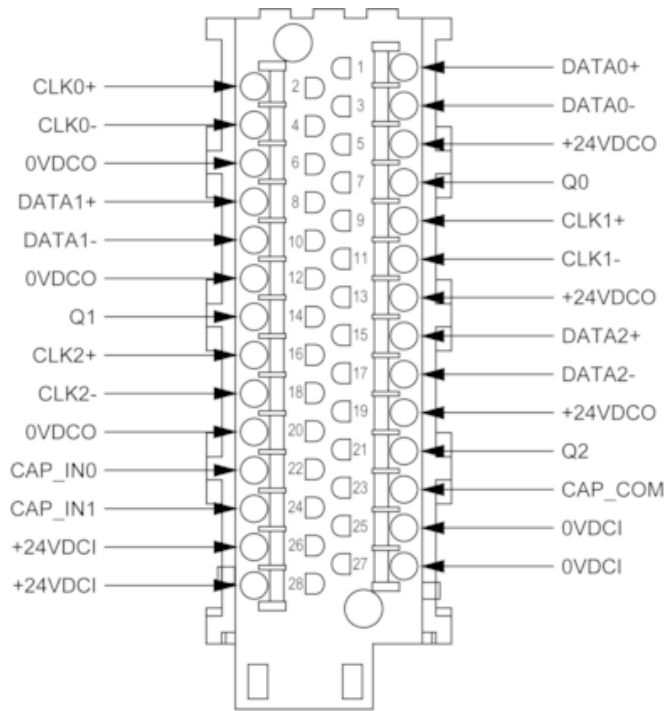 1 DATA0+
CLK0+ 2
3 DATA0-
CLK0- 4
5 +24VDCO
0VDCO 6
7 Q0
DATA1+ 8
9 CLK1+
DATA1- 10
11 CLK1-
0VDCO 12
13 +24VDCO
Q1 14
15 DATA2+
CLK2+ 16
17 DATA2-
CLK2- 18
19 +24VDCO
0VDCO 20
21 Q2
CAP_IN0 22
23 CAP_COM
CAP_IN1 24
25 0VDCI
+24VDCI 26
27 0VDCI
+24VDCI 28